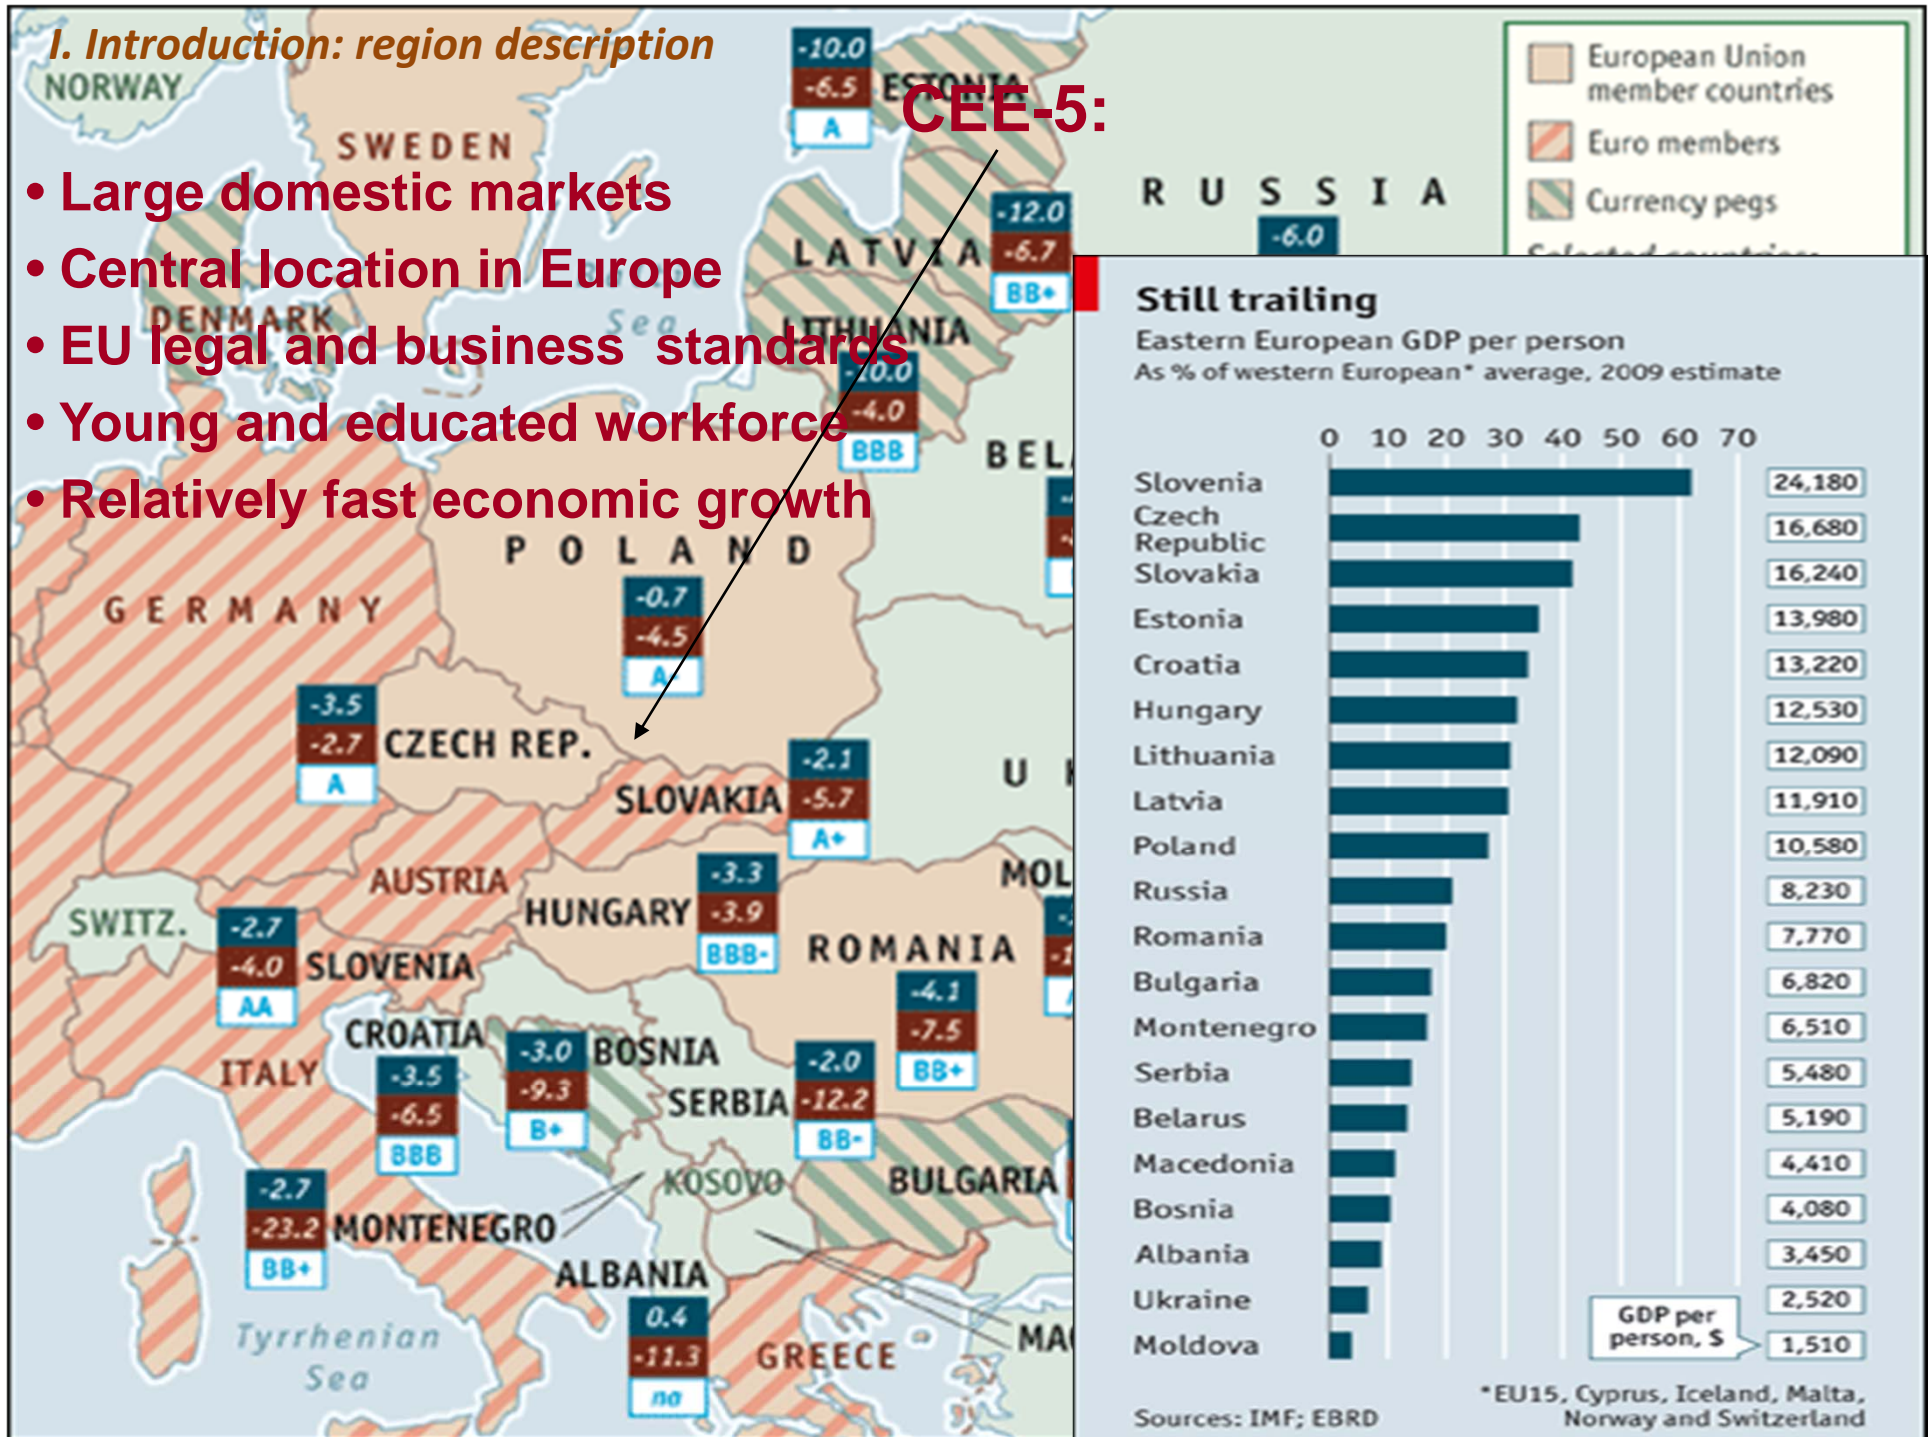 I. Introduction: region description
CEE-5:
• Large domestic markets
• Central location in Europe
• EU legal and business standards
• Young and educated workforce
• Relatively fast economic growth
NORWAY
SWEDEN
-10.0
-6.5
A
ESTONIA
RUSSIA
-6.0
LATVIA
-12.0
-6.7
BB+
LITHUANIA
-10.0
-4.0
BBB
DENMARK
Sea
BEL
POLAND
-0.7
-4.5
A-
GERMANY
-3.5
-2.7
A
CZECH REP.
SLOVAKIA
-2.1
-5.7
A+
U
AUSTRIA
HUNGARY
-3.3
-3.9
BBB-
MOL
SWITZ.
-2.7
-4.0
AA
SLOVENIA
ROMANIA
-4.1
-7.5
BB+
CROATIA
-3.5
-6.5
BBB
-3.0
-9.3
B+
BOSNIA
SERBIA
-2.0
-12.2
BB-
ITALY
KOSOVO
BULGARIA
-2.7
-23.2
BB+
MONTENEGRO
ALBANIA
0.4
-11.3
na
GREECE
MA
Tyrrhenian
Sea
European Union
member countries
Euro members
Currency pegs
Selected countries:
Still trailing
Eastern European GDP per person
As % of western European* average, 2009 estimate
0 10 20 30 40 50 60 70
Slovenia 24,180
Czech
Republic 16,680
Slovakia 16,240
Estonia 13,980
Croatia 13,220
Hungary 12,530
Lithuania 12,090
Latvia 11,910
Poland 10,580
Russia 8,230
Romania 7,770
Bulgaria 6,820
Montenegro 6,510
Serbia 5,480
Belarus 5,190
Macedonia 4,410
Bosnia 4,080
Albania 3,450
Ukraine 2,520
Moldova 1,510
GDP per
person, $
*EU15, Cyprus, Iceland, Malta,
Norway and Switzerland
Sources: IMF; EBRD